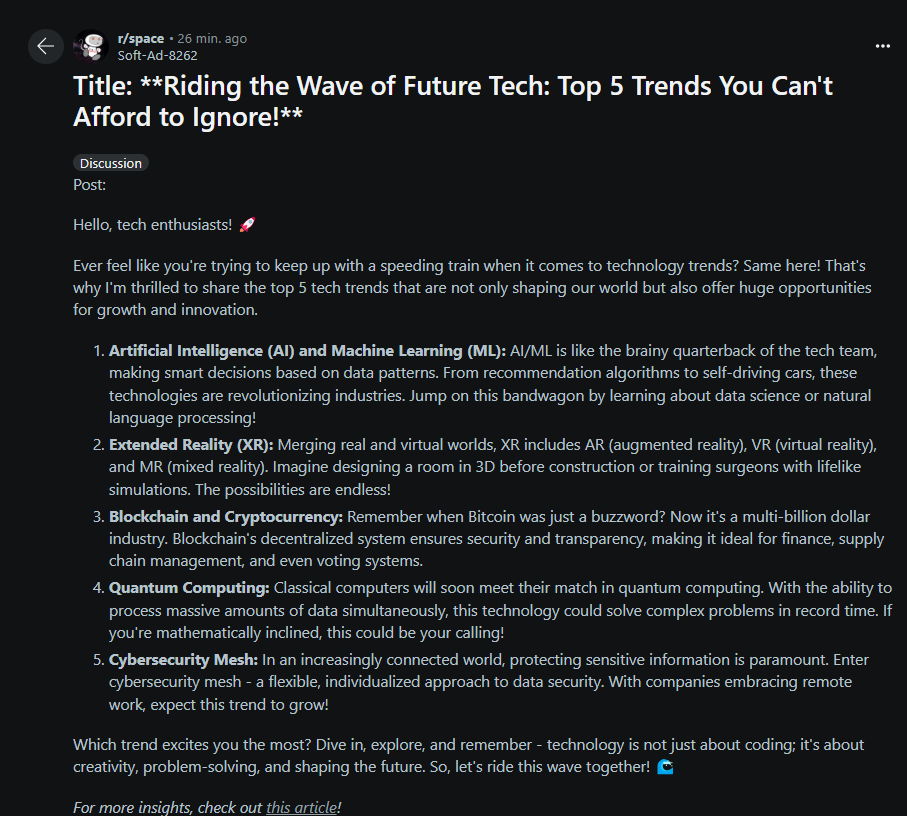 r/space • 26 min. ago
Soft-Ad-8262
Title: **Riding the Wave of Future Tech: Top 5 Trends You Can't
Afford to Ignore!**
Discussion
Post:
Hello, tech enthusiasts! 🚀
Ever feel like you're trying to keep up with a speeding train when it comes to technology trends? Same here! That's
why I'm thrilled to share the top 5 tech trends that are not only shaping our world but also offer huge opportunities
for growth and innovation.
1. Artificial Intelligence (AI) and Machine Learning (ML): AI/ML is like the brainy quarterback of the tech team,
making smart decisions based on data patterns. From recommendation algorithms to self-driving cars, these
technologies are revolutionizing industries. Jump on this bandwagon by learning about data science or natural
language processing!
2. Extended Reality (XR): Merging real and virtual worlds, XR includes AR (augmented reality), VR (virtual reality),
and MR (mixed reality). Imagine designing a room in 3D before construction or training surgeons with lifelike
simulations. The possibilities are endless!
3. Blockchain and Cryptocurrency: Remember when Bitcoin was just a buzzword? Now it's a multi-billion dollar
industry. Blockchain's decentralized system ensures security and transparency, making it ideal for finance, supply
chain management, and even voting systems.
4. Quantum Computing: Classical computers will soon meet their match in quantum computing. With the ability to
process massive amounts of data simultaneously, this technology could solve complex problems in record time. If
you're mathematically inclined, this could be your calling!
5. Cybersecurity Mesh: In an increasingly connected world, protecting sensitive information is paramount. Enter
cybersecurity mesh - a flexible, individualized approach to data security. With companies embracing remote
work, expect this trend to grow!
Which trend excites you the most? Dive in, explore, and remember - technology is not just about coding; it's about
creativity, problem-solving, and shaping the future. So, let's ride this wave together! 🌊
For more insights, check out this article!